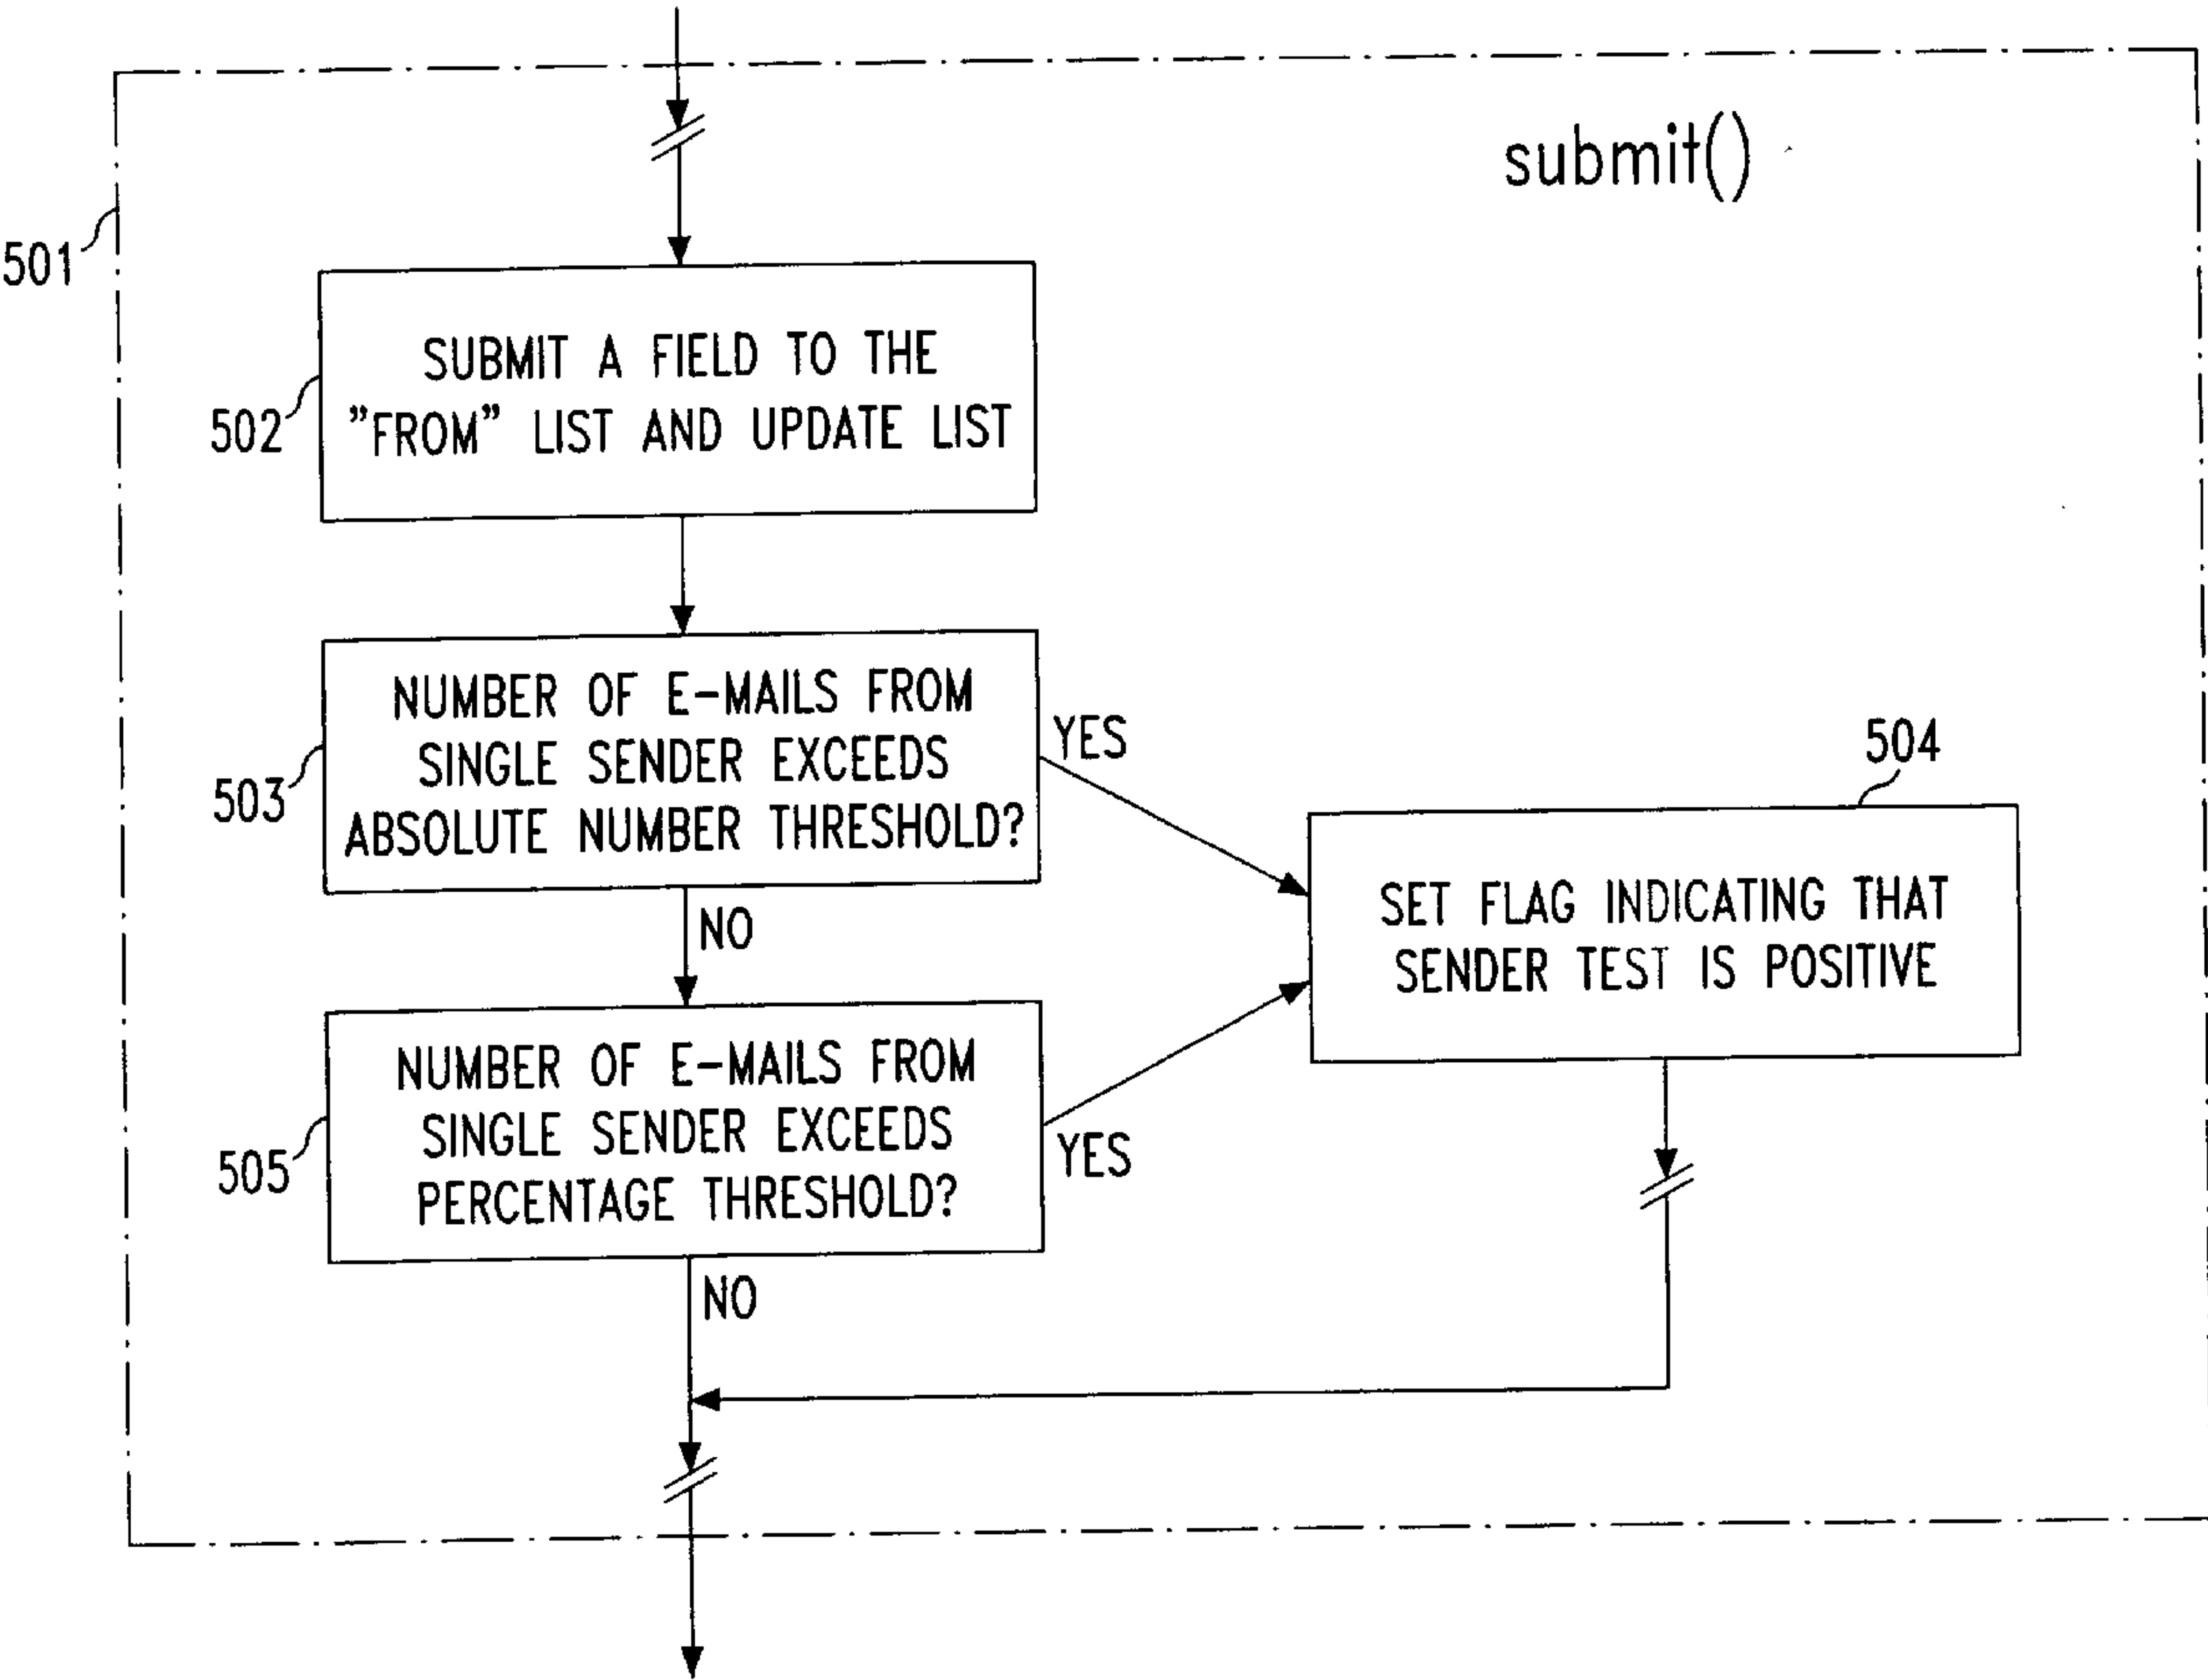 submit()
501
SUBMIT A FIELD TO THE
"FROM" LIST AND UPDATE LIST
502
NUMBER OF E-MAILS FROM
SINGLE SENDER EXCEEDS
ABSOLUTE NUMBER THRESHOLD?
503
YES
504
SET FLAG INDICATING THAT
SENDER TEST IS POSITIVE
NO
NUMBER OF E-MAILS FROM
SINGLE SENDER EXCEEDS
PERCENTAGE THRESHOLD?
505
YES
NO